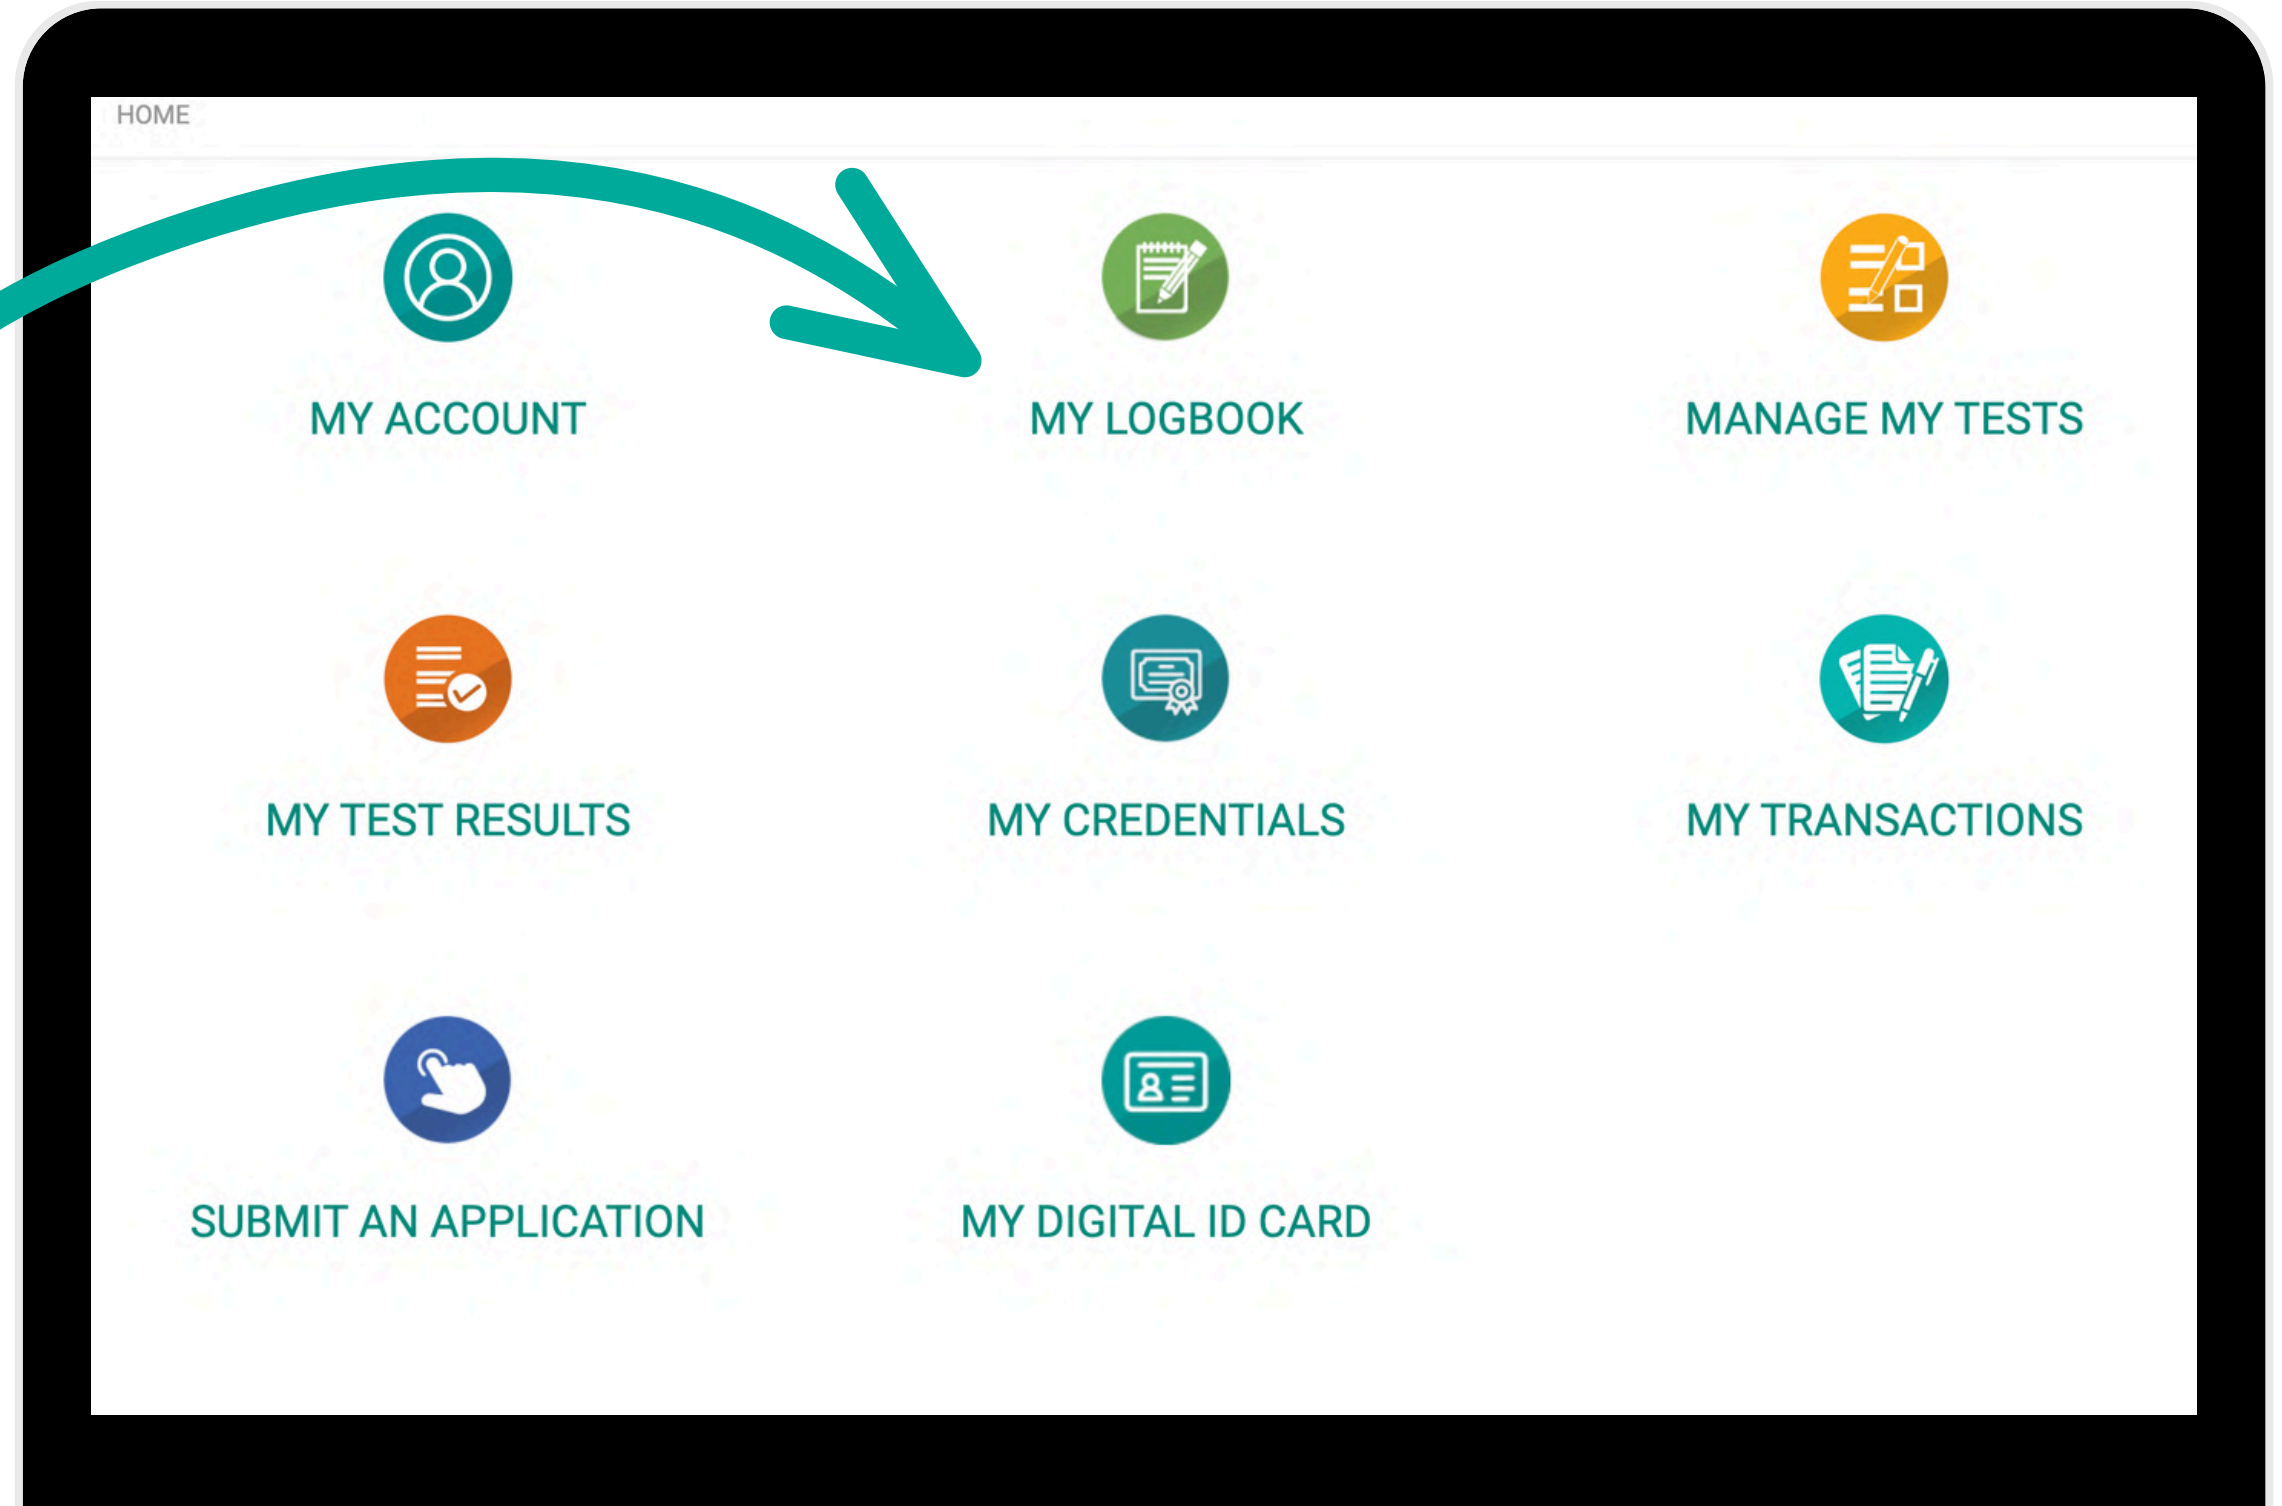 HOME
MY ACCOUNT
MY LOGBOOK
MANAGE MY TESTS
MY TEST RESULTS
MY CREDENTIALS
MY TRANSACTIONS
SUBMIT AN APPLICATION
MY DIGITAL ID CARD